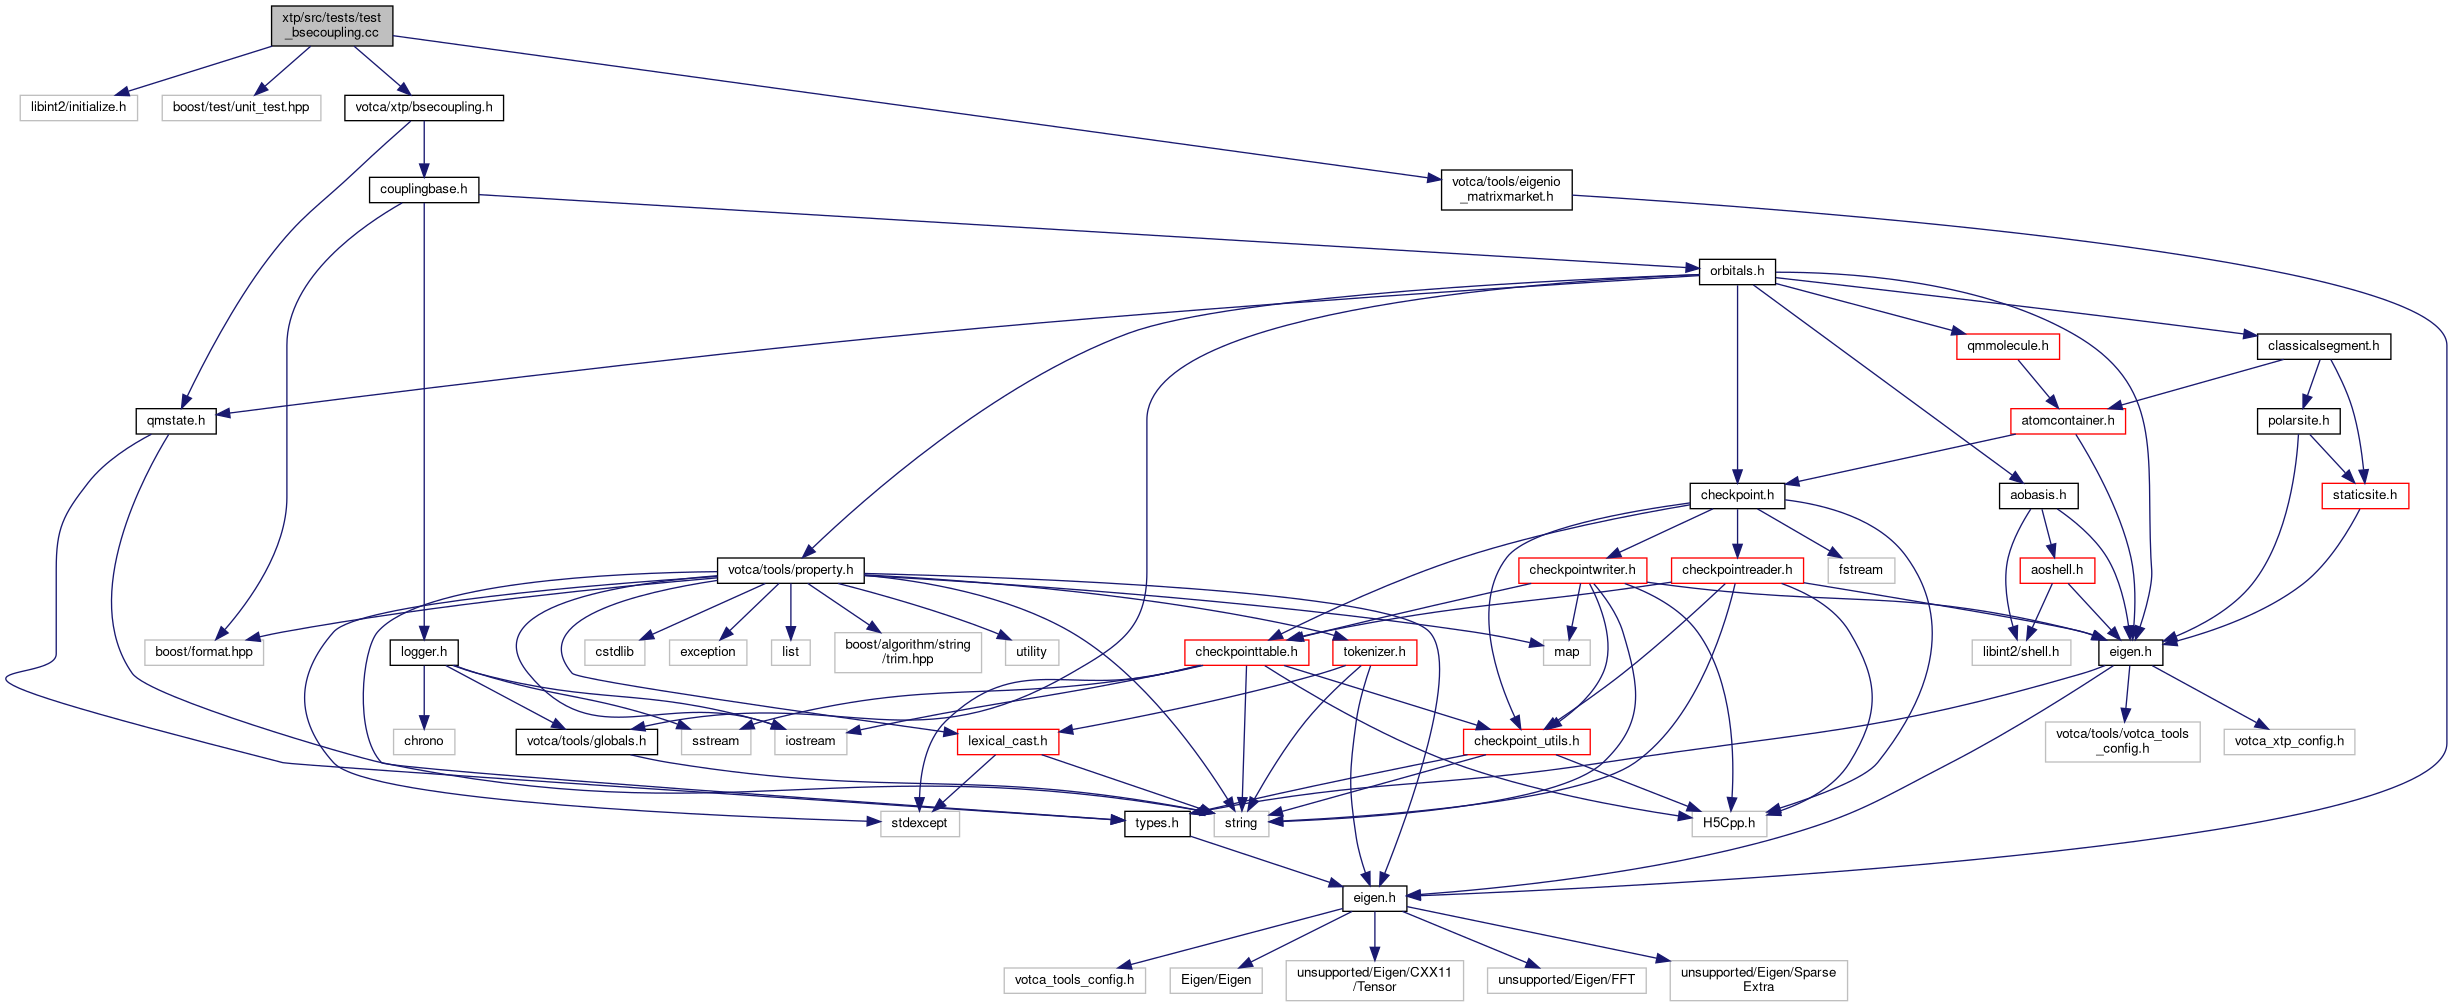 xtp/src/tests/test
_bsecoupling.cc
libint2/initialize.h
boost/test/unit_test.hpp
votca/xtp/bsecoupling.h
couplingbase.h
votca/tools/eigenio
_matrixmarket.h
orbitals.h
qmmolecule.h
classicalsegment.h
qmstate.h
atomcontainer.h
polarsite.h
checkpoint.h
aobasis.h
staticsite.h
votca/tools/property.h
checkpointwriter.h
checkpointreader.h
fstream
aoshell.h
boost/format.hpp
logger.h
cstdlib
exception
list
boost/algorithm/string
/trim.hpp
utility
checkpointtable.h
tokenizer.h
map
libint2/shell.h
eigen.h
chrono
votca/tools/globals.h
sstream
iostream
lexical_cast.h
checkpoint_utils.h
votca/tools/votca_tools
_config.h
votca_xtp_config.h
stdexcept
types.h
string
H5Cpp.h
eigen.h
votca_tools_config.h
Eigen/Eigen
unsupported/Eigen/CXX11
/Tensor
unsupported/Eigen/FFT
unsupported/Eigen/Sparse
Extra